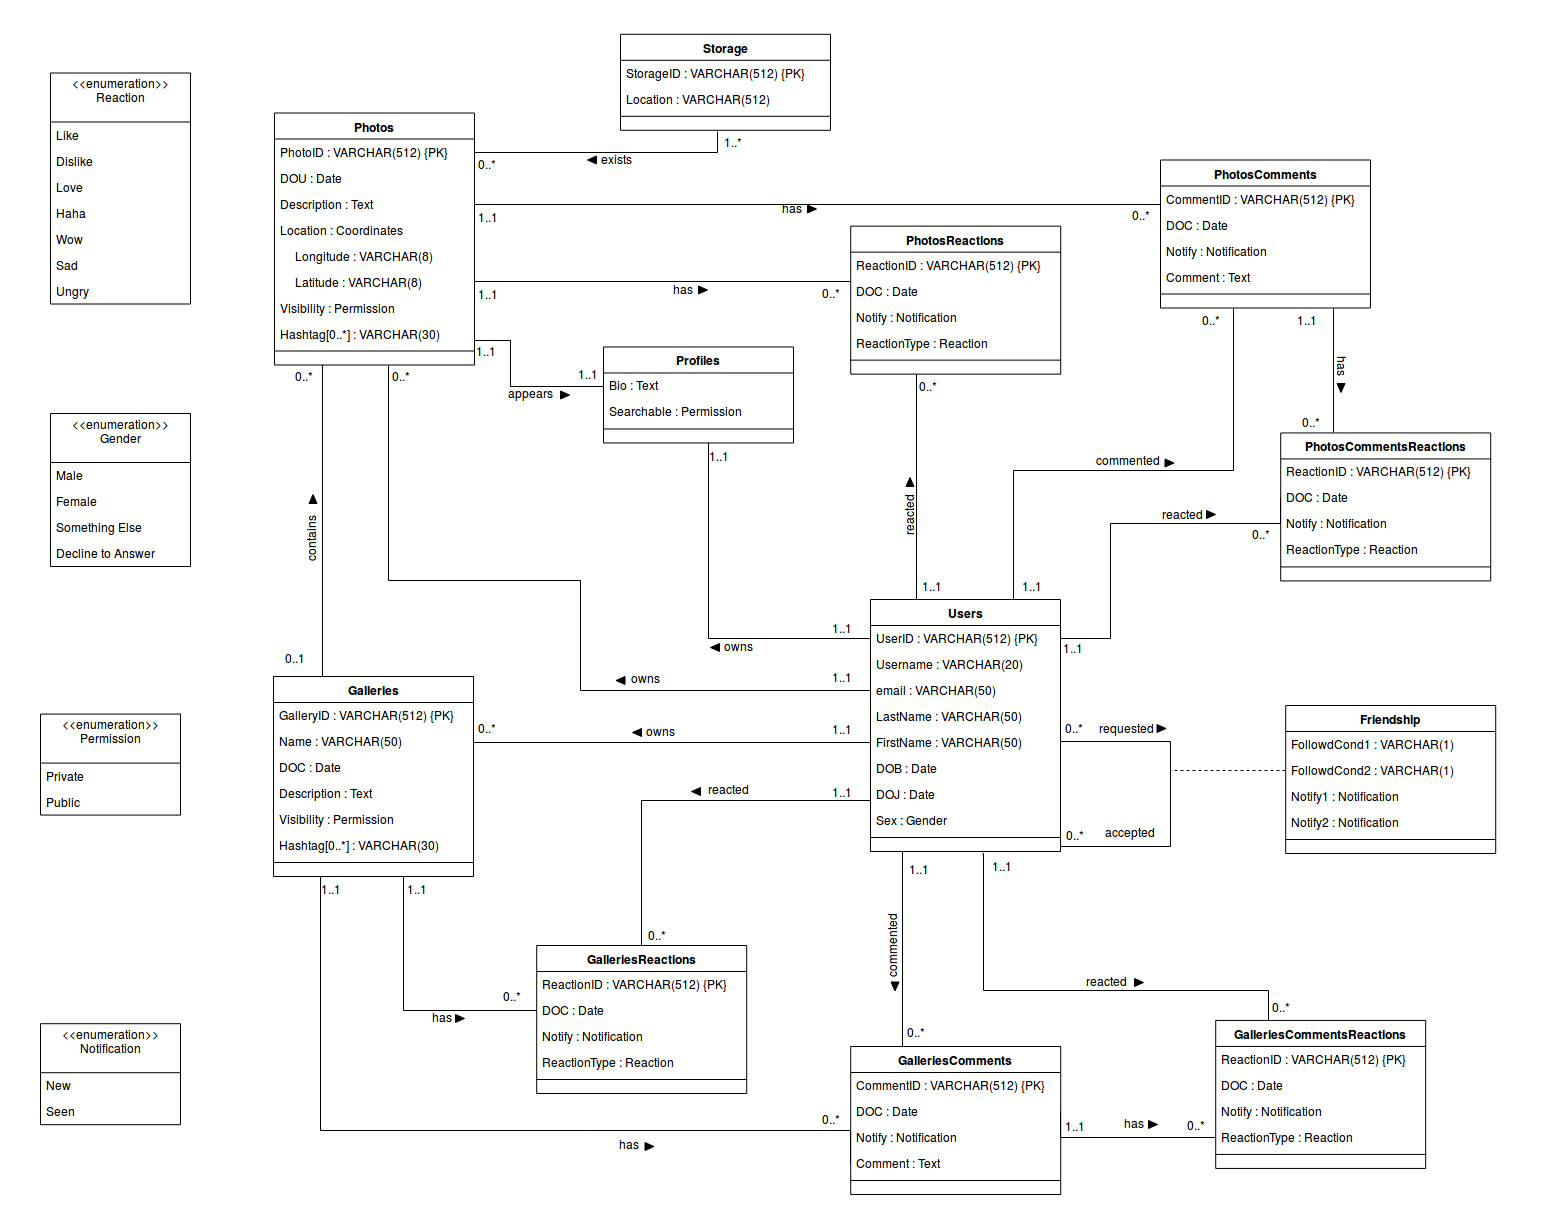 Storage
StorageID : VARCHAR(512) {PK}
Location : VARCHAR(512)
1..*
exists
0..*
<<enumeration>>
Reaction
Like
Dislike
Love
Haha
Wow
Sad
Ungry
Photos
PhotoID : VARCHAR(512) {PK}
DOU : Date
Description : Text
Location : Coordinates
Longitude : VARCHAR(8)
Latitude : VARCHAR(8)
Visibility : Permission
Hashtag[0..*] : VARCHAR(30)
1..1
has
0..*
PhotosComments
CommentID : VARCHAR(512) {PK}
DOC : Date
Notify : Notification
Comment : Text
1..1
has
0..*
PhotosReactions
ReactionID : VARCHAR(512) {PK}
DOC : Date
Notify : Notification
ReactionType : Reaction
0..*
1..1
has
0..*
1..1
appears
1..1
Profiles
Bio : Text
Searchable : Permission
1..1
0..*
0..*
0..*
reacted
1..1
commented
1..1
PhotosCommentsReactions
ReactionID : VARCHAR(512) {PK}
DOC : Date
Notify : Notification
ReactionType : Reaction
reacted
0..*
1..1
<<enumeration>>
Gender
Male
Female
Something Else
Decline to Answer
contains
0..1
Users
UserID : VARCHAR(512) {PK}
Username : VARCHAR(20)
email : VARCHAR(50)
LastName : VARCHAR(50)
FirstName : VARCHAR(50)
DOB : Date
DOJ : Date
Sex : Gender
1..1
owns
1..1
owns
1..1
owns
0..*
1..1
reacted
0..*
0..*
requested
0..*
accepted
Friendship
FollowdCond1 : VARCHAR(1)
FollowdCond2 : VARCHAR(1)
Notify1 : Notification
Notify2 : Notification
Galleries
GalleryID : VARCHAR(512) {PK}
Name : VARCHAR(50)
DOC : Date
Description : Text
Visibility : Permission
Hashtag[0..*] : VARCHAR(30)
1..1
1..1
<<enumeration>>
Permission
Private
Public
GalleriesReactions
ReactionID : VARCHAR(512) {PK}
DOC : Date
Notify : Notification
ReactionType : Reaction
0..*
has
1..1
commented
0..*
1..1
reacted
0..*
<<enumeration>>
Notification
New
Seen
GalleriesComments
CommentID : VARCHAR(512) {PK}
DOC : Date
Notify : Notification
Comment : Text
0..*
has
1..1
has
0..*
GalleriesCommentsReactions
ReactionID : VARCHAR(512) {PK}
DOC : Date
Notify : Notification
ReactionType : Reaction